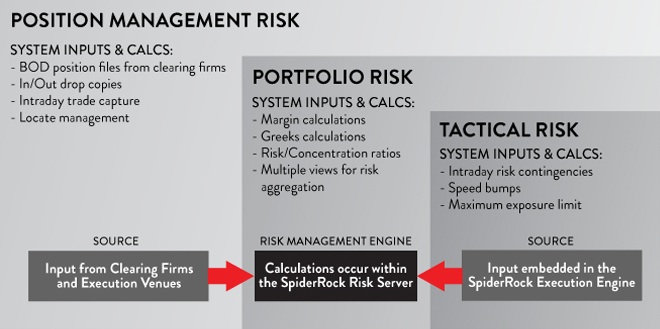 POSITION MANAGEMENT RISK
SYSTEM INPUTS & CALCS:
- BOD position files from clearing firms
- In/Out drop copies
- Intraday trade capture
- Locate management
PORTFOLIO RISK
SYSTEM INPUTS & CALCS:
- Margin calculations
- Greeks calculations
- Risk/Concentration ratios
- Multiple views for risk
aggregation
TACTICAL RISK
SYSTEM INPUTS & CALCS:
- Intraday risk contingencies
- Speed bumps
- Maximum exposure limit
SOURCE
Input from Clearing Firms
and Execution Venues
RISK MANAGEMENT ENGINE
Calculations occur within
the SpiderRock Risk Server
SOURCE
Input embedded in the
SpiderRock Execution Engine